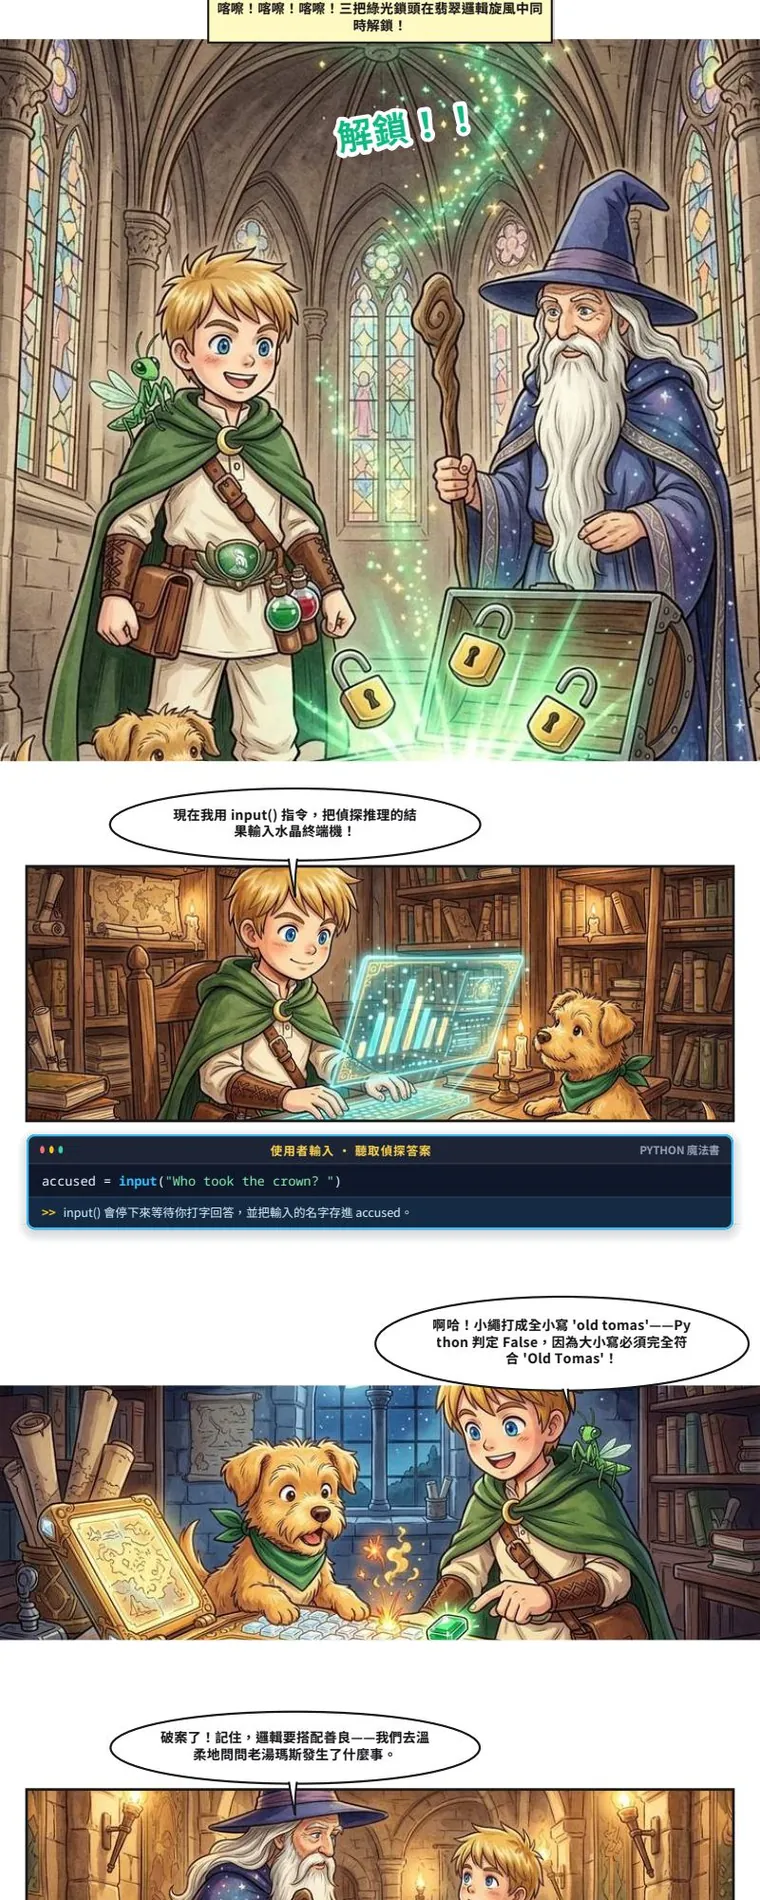 喀嚓！喀嚓！喀嚓！三把綠光鎖頭在翡翠邏輯旋風中同
時解鎖！
解鎖！！
現在我用 input() 指令，把偵探推理的結
果輸入水晶終端機！
使用者輸入 · 聽取偵探答案
PYTHON 魔法書
accused = input("Who took the crown? ")
>> input() 會停下來等待你打字回答，並把輸入的名字存進 accused。
啊哈！小繩打成全小寫 'old tomas'——Py
thon 判定 False，因為大小寫必須完全符
合 'Old Tomas'！
破案了！記住，邏輯要搭配善良——我們去溫
柔地問問老湯瑪斯發生了什麼事。